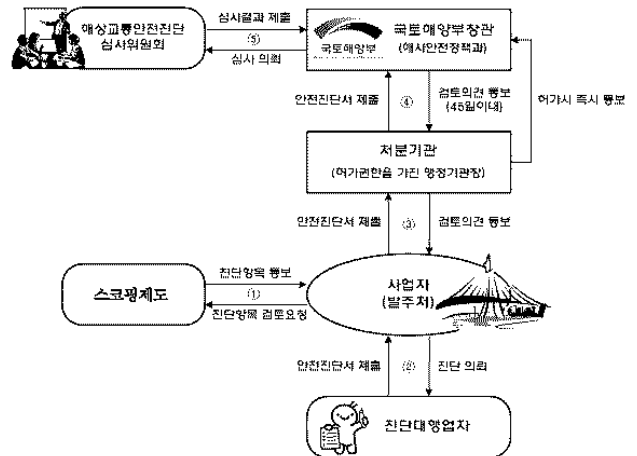 해상교통안전진단
심사위원회
심사결과 제출
⑤
심사 의뢰
국토해양부
국토해양부장관
(해사안전정책과)
안전진단서 제출
④
검토의견 통보
(45일이내)
허가시 즉시 통보
처분기관
(허가권한을 가진 행정기관장)
안전진단서 제출
③
검토의견 통보
스코핑제도
진단항목 통보
①
진단항목 검토요청
사업자
(발주처)
안전진단서 제출
②
진단 의뢰
진단대행업자